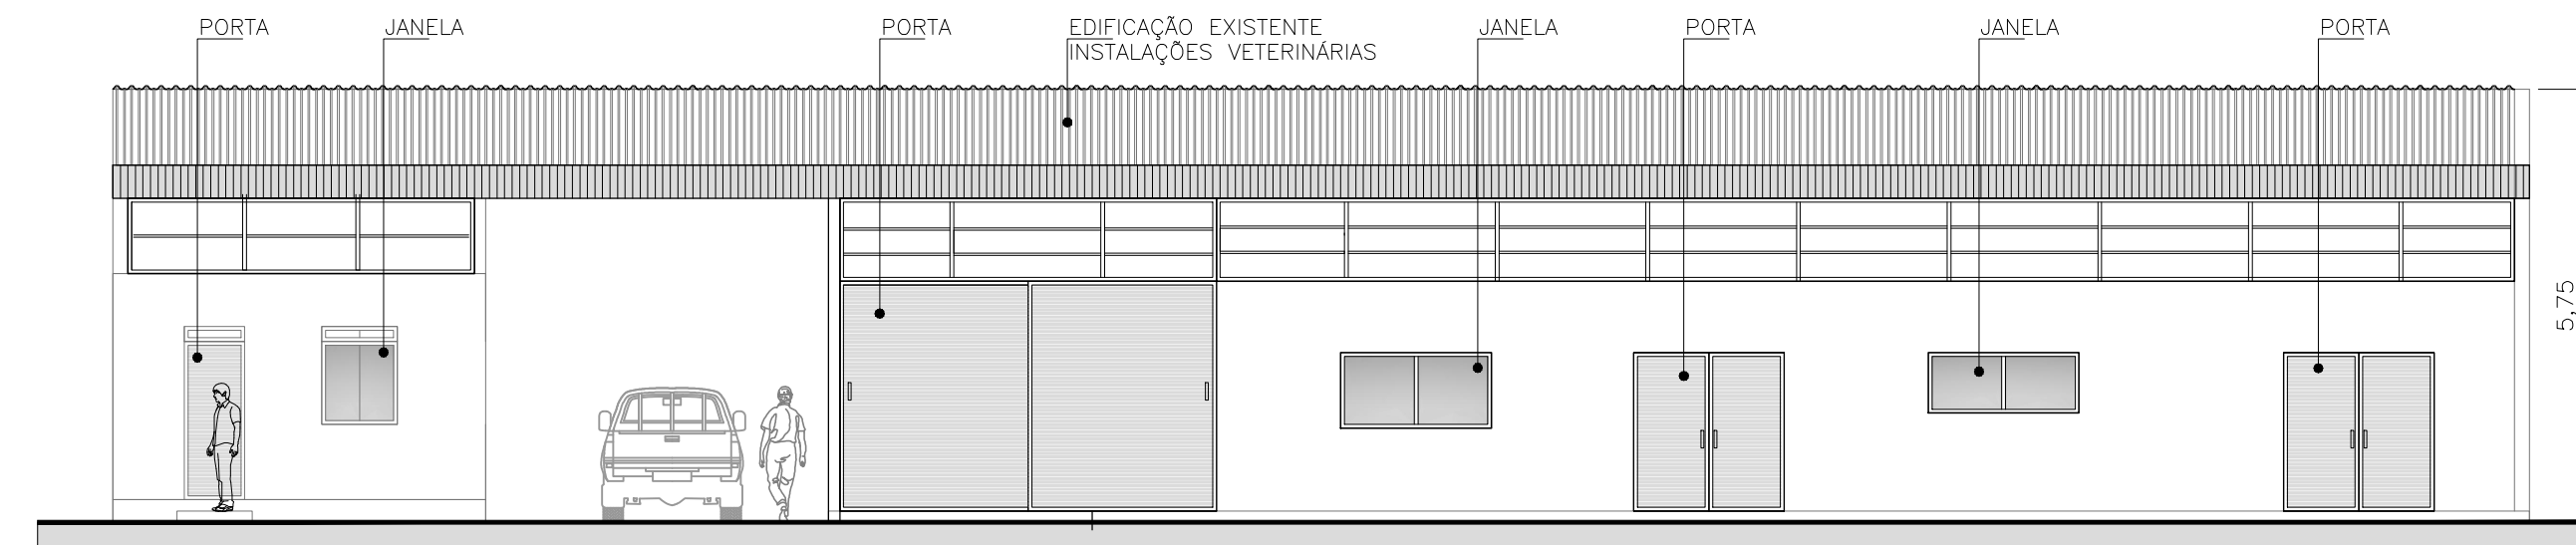 PORTA
JANELA
PORTA
EDIFICAÇÃO EXISTENTE
INSTALAÇÕES VETERINÁRIAS
JANELA
PORTA
JANELA
PORTA
5,75